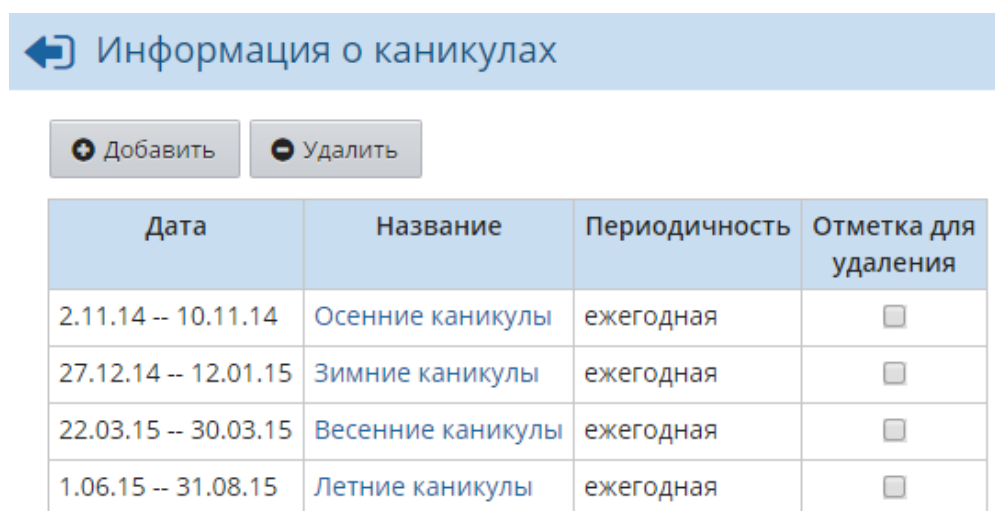 Информация о каникулах
Добавить Удалить
Дата Название Периодичность Отметка для удаления
2.11.14 -- 10.11.14 Осенние каникулы ежегодная
27.12.14 -- 12.01.15 Зимние каникулы ежегодная
22.03.15 -- 30.03.15 Весенние каникулы ежегодная
1.06.15 -- 31.08.15 Летние каникулы ежегодная